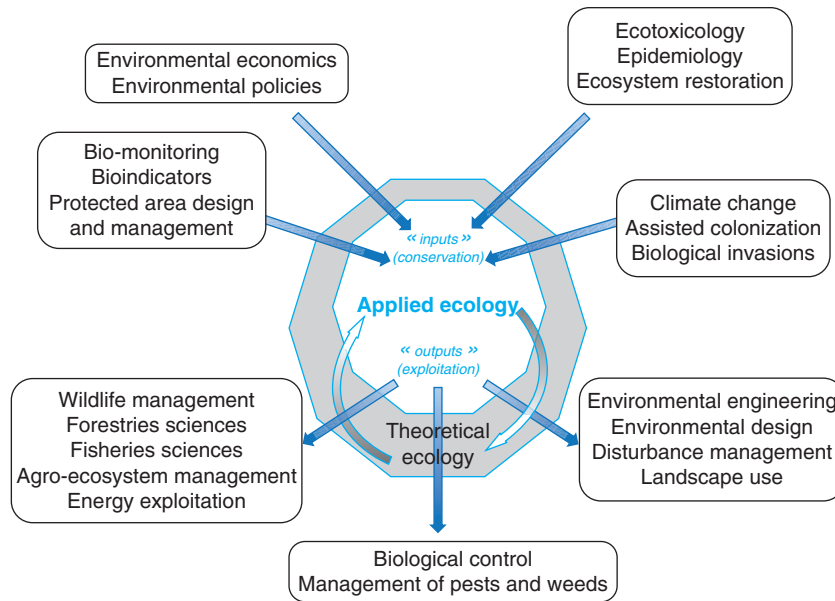 Environmental economics
Environmental policies
Ecotoxicology
Epidemiology
Ecosystem restoration
Bio-monitoring
Bioindicators
Protected area design
and management
Climate change
Assisted colonization
Biological invasions
« inputs »
(conservation)
Applied ecology
« outputs »
(exploitation)
Theoretical
ecology
Wildlife management
Forestries sciences
Fisheries sciences
Agro-ecosystem management
Energy exploitation
Environmental engineering
Environmental design
Disturbance management
Landscape use
Biological control
Management of pests and weeds